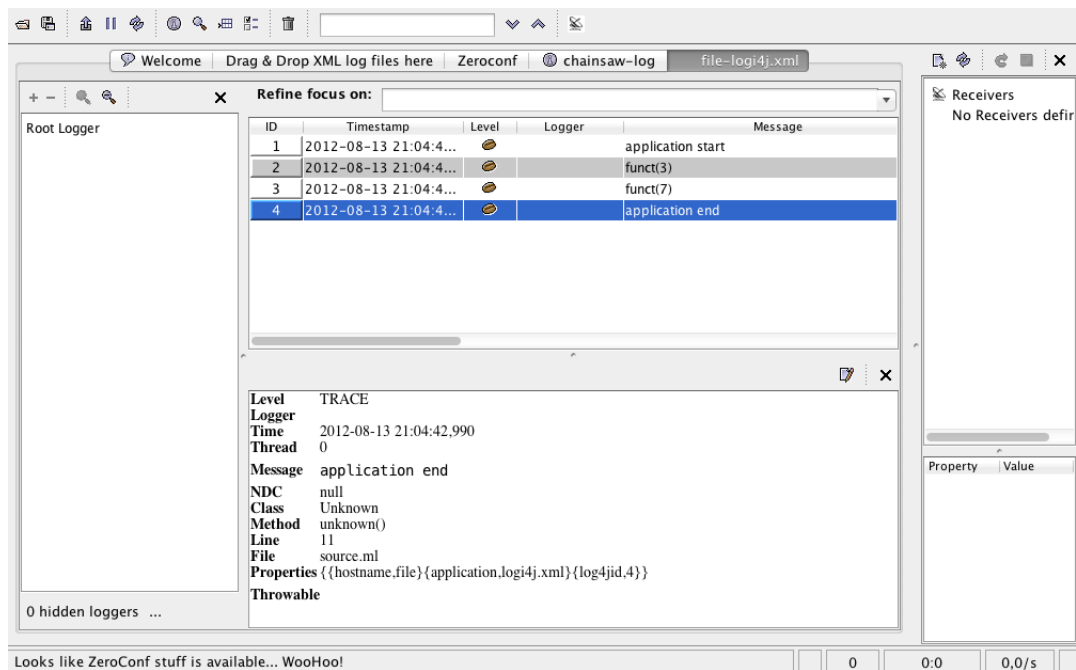 Welcome Drag & Drop XML log files here Zeroconf chainsaw-log file-logi4j.xml
Refine focus on:
Root Logger
ID Timestamp Level Logger Message
1 2012-08-13 21:04:4... application start
2 2012-08-13 21:04:4... funct(3)
3 2012-08-13 21:04:4... funct(7)
4 2012-08-13 21:04:4... application end
Level TRACE
Logger
Time 2012-08-13 21:04:42,990
Thread 0
Message application end
NDC null
Class Unknown
Method unknown()
Line 11
File source.ml
Properties {{hostname,file}{application,logi4j.xml}{log4jid,4}}
Throwable
0 hidden loggers ...
Receivers
No Receivers defir
Property Value
Looks like ZeroConf stuff is available... WooHoo! 0 0:0 0,0/s